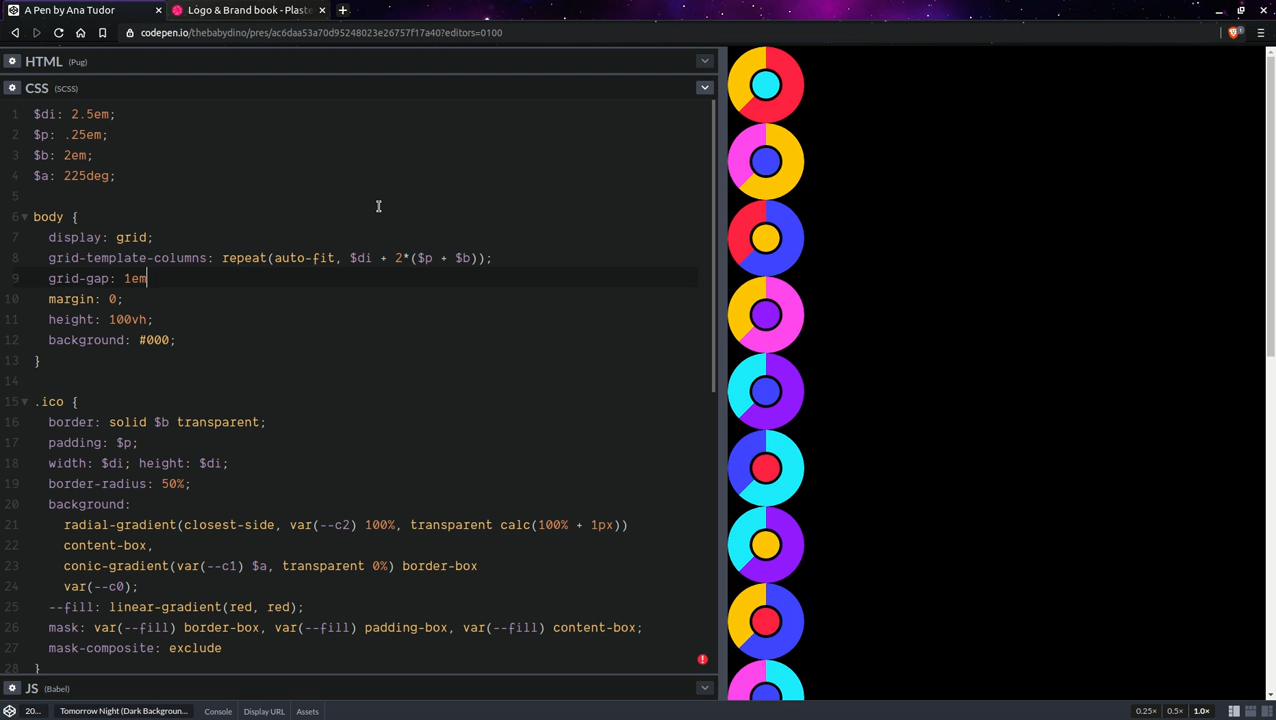 A Pen by Ana Tudor
Logo & Brand book - Plaste
codepen.io/thebabydino/pres/ac6daa53a70d95248023e26757f17a40?editors=0100
1
HTML (Pug)
CSS (SCSS)
1 $di: 2.5em;
2 $p: .25em;
3 $b: 2em;
4 $a: 225deg;
5
6 body {
7 display: grid;
8 grid-template-columns: repeat(auto-fit, $di + 2*($p + $b));
9 grid-gap: 1em
10 margin: 0;
11 height: 100vh;
12 background: #000;
13 }
14
15 .ico {
16 border: solid $b transparent;
17 padding: $p;
18 width: $di; height: $di;
19 border-radius: 50%;
20 background:
21 radial-gradient(closest-side, var(--c2) 100%, transparent calc(100% + 1px))
22 content-box,
23 conic-gradient(var(--c1) $a, transparent 0%) border-box
24 var(--c0);
25 --fill: linear-gradient(red, red);
26 mask: var(--fill) border-box, var(--fill) padding-box, var(--fill) content-box;
27 mask-composite: exclude
28 }
JS (Babel)
20...
Tomorrow Night (Dark Backgroun...
Console
Display URL
Assets
0.25×
0.5×
1.0×